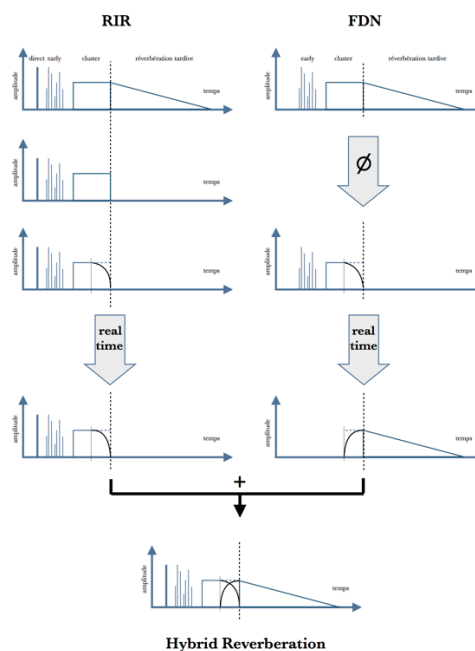 RIR
FDN
direct early cluster réverbération tardive
amplitude
temps
early cluster réverbération tardive
amplitude
temps
amplitude
temps
Ø
amplitude
temps
amplitude
temps
real
time
real
time
amplitude
temps
amplitude
temps
+
amplitude
temps
Hybrid Reverberation